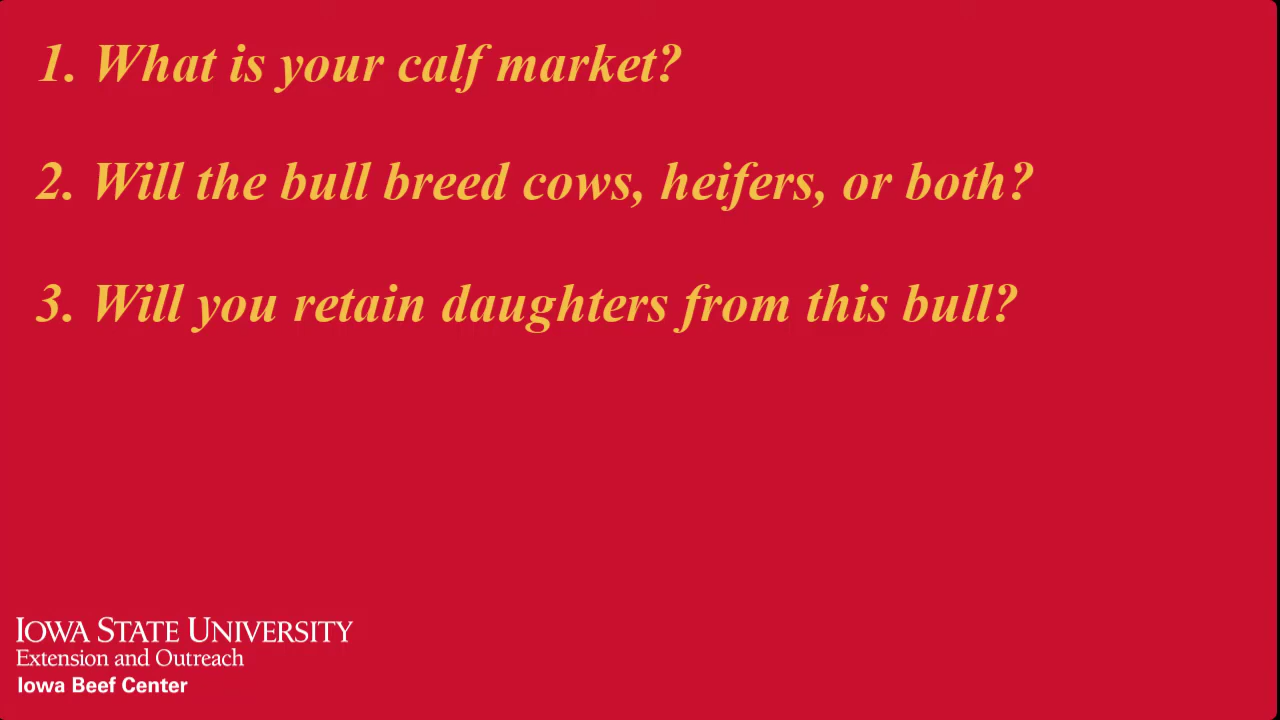 1. What is your calf market?
2. Will the bull breed cows, heifers, or both?
3. Will you retain daughters from this bull?
IOWA STATE UNIVERSITY
Extension and Outreach
Iowa Beef Center